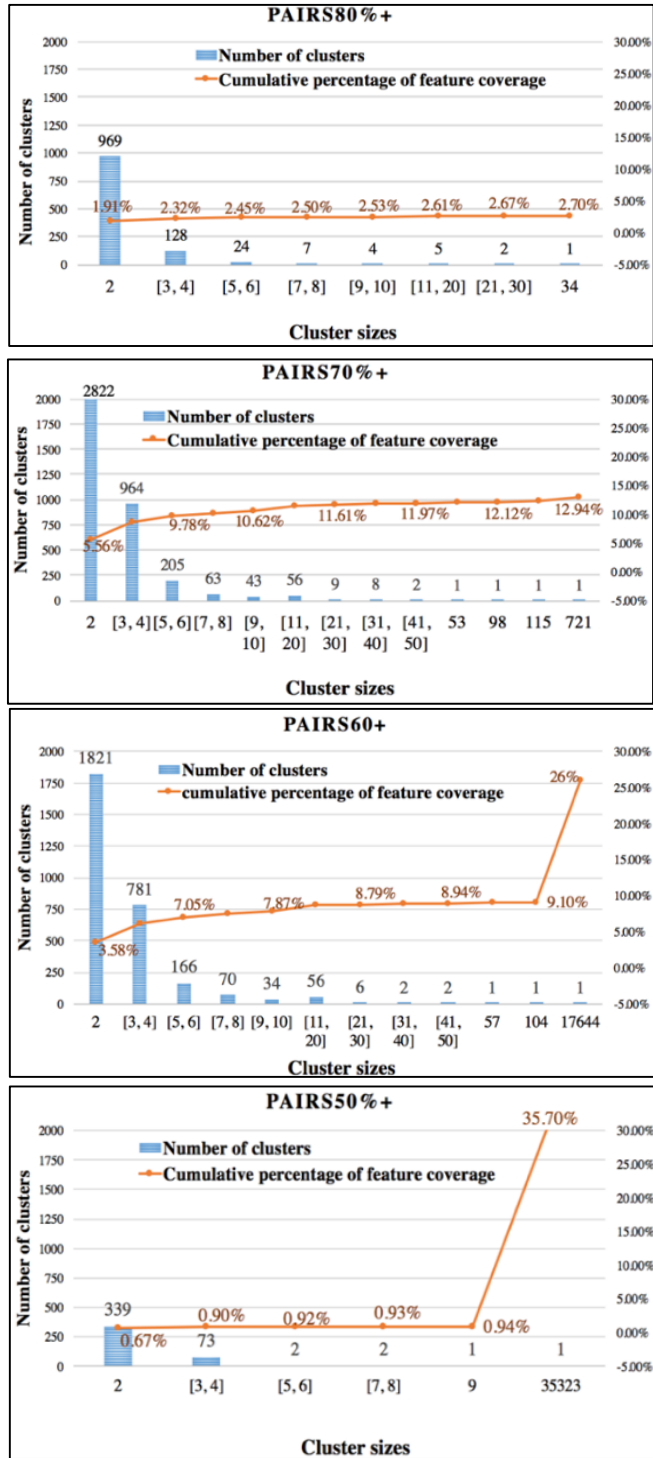 PAIRS80%+
2000 30.00%
Number of clusters
1750 25.00%
Cumulative percentage of feature coverage
1500 20.00%
1250 15.00%
969
1000 10.00%
750
1.91% 2.32% 2.45% 2.50% 2.53% 2.61% 2.67% 2.70% 5.00%
500
128 24 7 4 5 2 1 0.00%
250
0 -5.00%
2 [3, 4] [5, 6] [7, 8] [9, 10] [11, 20] [21, 30] 34
Number of clusters
Cluster sizes
PAIRS70%+
2822
2000 30.00%
Number of clusters
1750 25.00%
Cumulative percentage of feature coverage
1500 20.00%
1250 15.00%
964
1000 10.00%
5.56% 9.78% 10.62% 11.61% 11.97% 12.12% 12.94%
750 5.00%
500
205 63 43 56 9 8 2 1 1 1 1
250 0.00%
0 -5.00%
2 [3, 4] [5, 6] [7, 8] [9, 10] [11, 20] [21, 30] [31, 40] [41, 50] 53 98 115 721
Number of clusters
Cluster sizes
PAIRS60+
2000 30.00%
1821
Number of clusters
26%
1750 25.00%
cumulative percentage of feature coverage
1500 20.00%
1250 15.00%
1000 10.00%
781
3.58% 7.05% 7.87% 8.79% 8.94% 9.10%
750 5.00%
500
166 70 34 56 6 2 2 1 1 1
250 0.00%
0 -5.00%
2 [3, 4] [5, 6] [7, 8] [9, 10] [11, 20] [21, 30] [31, 40] [41, 50] 57 104 17644
Number of clusters
Cluster sizes
PAIRS50%+
35.70%
2000 30.00%
Number of clusters
1750 25.00%
Cumulative percentage of feature coverage
1500 20.00%
1250 15.00%
1000 10.00%
750 5.00%
500
339
0.67% 0.90% 0.92% 0.93% 0.94%
73 2 2 1 1
250 0.00%
0 -5.00%
2 [3, 4] [5, 6] [7, 8] 9 35323
Number of clusters
Cluster sizes